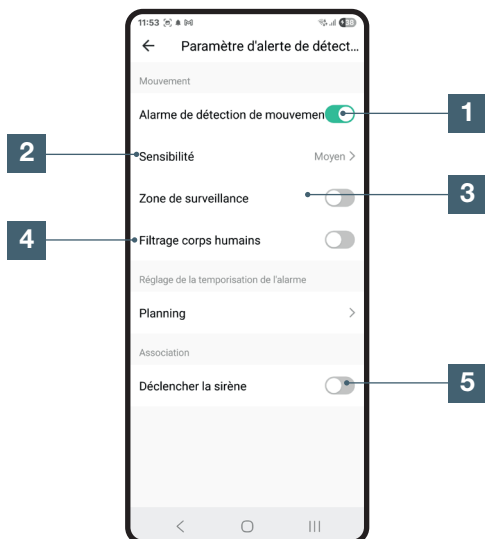 11:53
38
Paramètre d'alerte de détect...
Mouvement
Alarme de détection de mouvemen
1
2
Sensibilité Moyen >
Zone de surveillance
3
4
Filtrage corps humains
Réglage de la temporisation de l'alarme
Planning >
Association
Déclencher la sirène
5